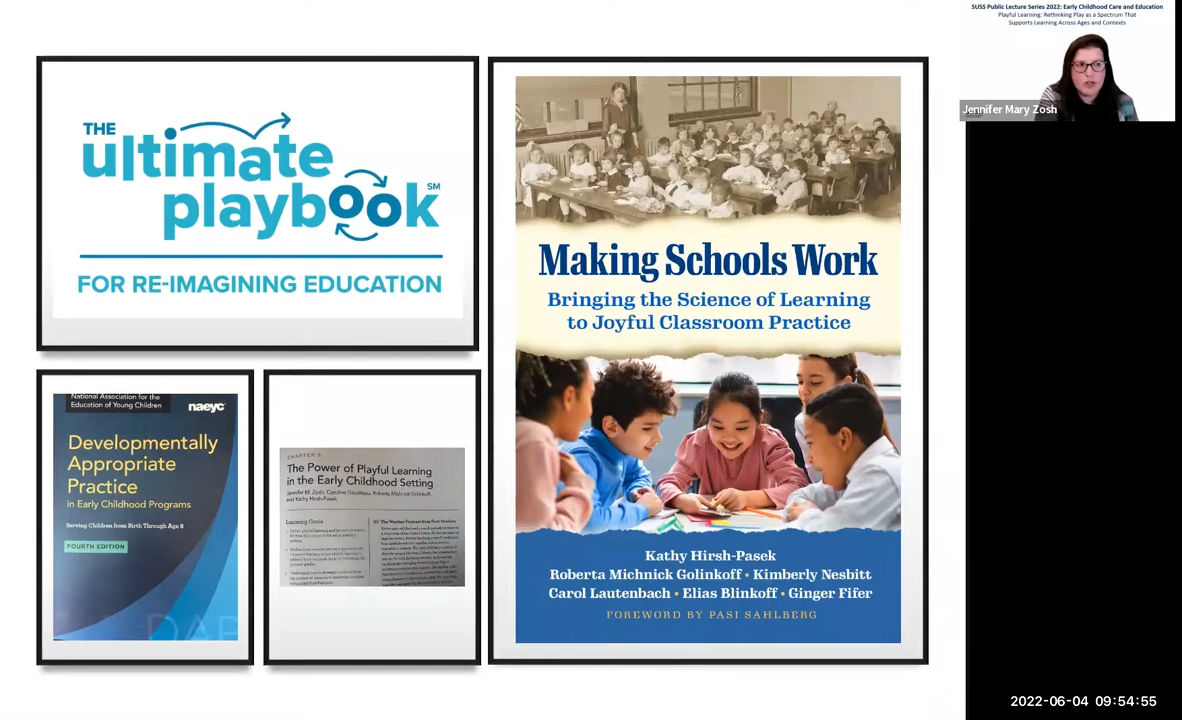 SUSS Public Lecture Series 2022: Early Childhood Care and Education
Playful Learning: Rethinking Play as a Spectrum That
Supports Learning Across Ages and Contexts
Jennifer Mary Zosh
THE
ultimate
playbook
SM
FOR RE-IMAGINING EDUCATION
National Association for the
Education of Young Children
naeyc
Developmentally
Appropriate
Practice
in Early Childhood Programs
Serving Children from Birth Through Age 8
FOURTH EDITION
DAP
CHAPTER 5
The Power of Playful Learning
in the Early Childhood Setting
Jennifer M. Zosh, Caroline Gaudreau, Roberta Michnick Golinkoff,
and Kathy Hirsh-Pasek
Learning Goals
Making Schools Work
Bringing the Science of Learning
to Joyful Classroom Practice
Kathy Hirsh-Pasek
Roberta Michnick Golinkoff • Kimberly Nesbitt
Carol Lautenbach • Elias Blinkoff • Ginger Fifer
FOREWORD BY PASI SAHLBERG
2022-06-04 09:54:55